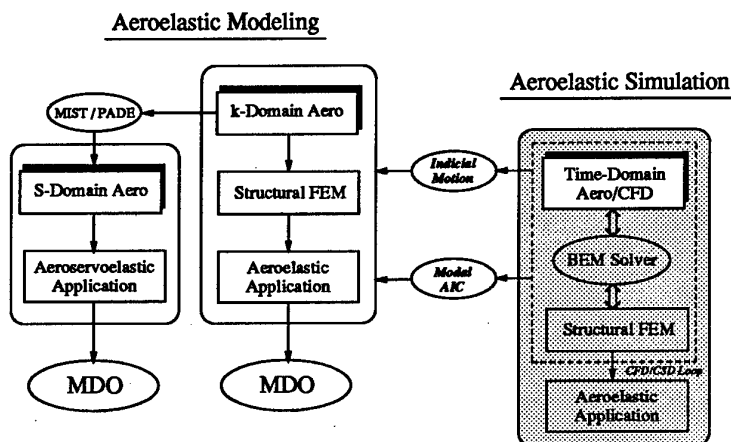 Aeroelastic Modeling
Aeroelastic Simulation
MIST / PADE
k-Domain Aero
S-Domain Aero
Structural FEM
Aeroservoelastic
Application
Aeroelastic
Application
MDO
MDO
Indicial
Motion
Modal
AIC
Time-Domain
Aero/CFD
BEM Solver
Structural FEM
CFD/CSD Loop
Aeroelastic
Application